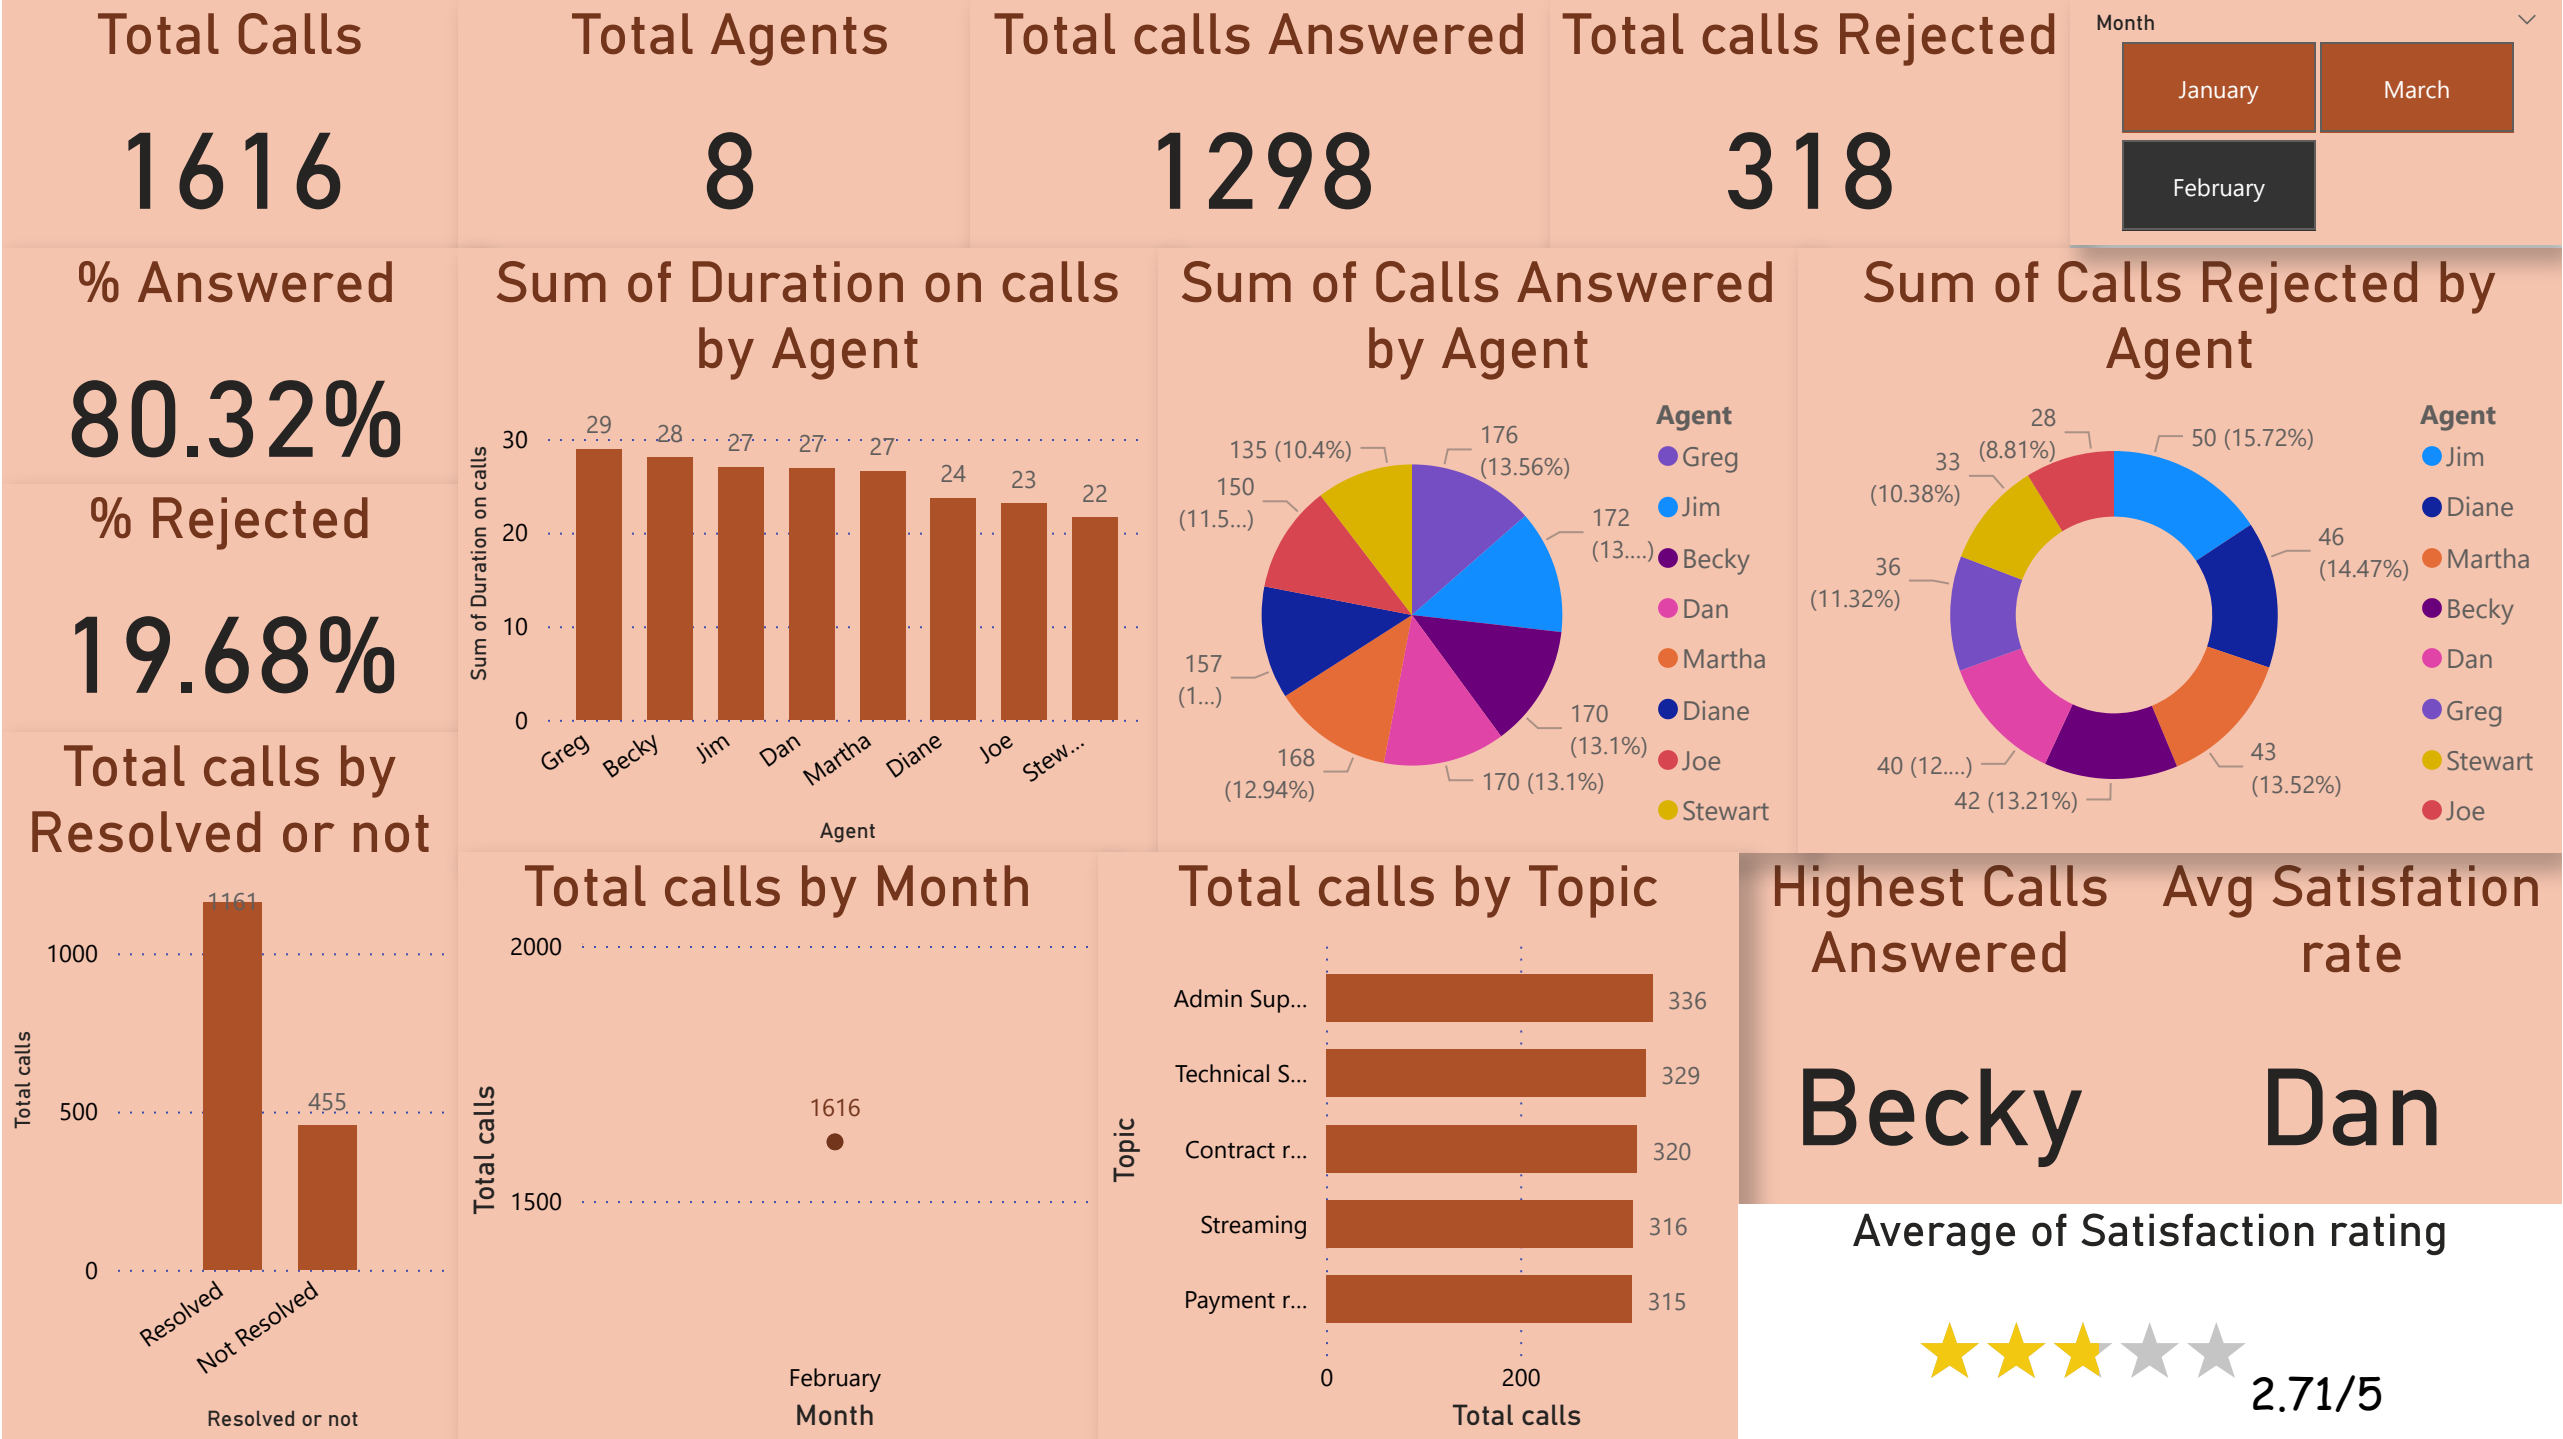 Total Calls
1616
Total Agents
8
Total calls Answered
1298
Total calls Rejected
318
Month
January
March
February
% Answered
80.32%
% Rejected
19.68%
Sum of Duration on calls
by Agent
Sum of Duration on calls
30
20
10
0
29
28
27
27
27
24
23
22
Greg
Becky
Jim
Dan
Martha
Diane
Joe
Stew...
Agent
Sum of Calls Answered
by Agent
135 (10.4%)
176
(13.56%)
150
(11.5...)
172
(13....)
157
(1...)
170
(13.1%)
168
(12.94%)
170 (13.1%)
Agent
Greg
Jim
Becky
Dan
Martha
Diane
Joe
Stewart
Sum of Calls Rejected by
Agent
28
(8.81%)
50 (15.72%)
33
(10.38%)
46
(14.47%)
36
(11.32%)
40 (12....)
43
(13.52%)
42 (13.21%)
Agent
Jim
Diane
Martha
Becky
Dan
Greg
Stewart
Joe
Total calls by
Resolved or not
Total calls
1000
500
0
1161
455
Resolved
Not Resolved
Resolved or not
Total calls by Month
Total calls
2000
1500
1616
February
Month
Total calls by Topic
Topic
Admin Sup...
336
Technical S...
329
Contract r...
320
Streaming
316
Payment r...
315
0
200
Total calls
Highest Calls
Answered
Becky
Avg Satisfation
rate
Dan
Average of Satisfaction rating
2.71/5